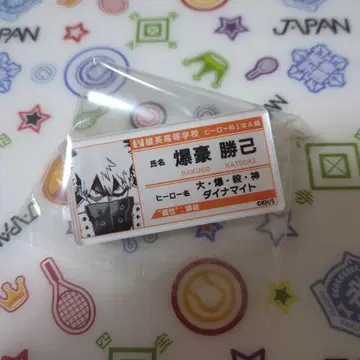 JAPAN
JAPAN
雄英高等学校 ヒーロー科1年A組
氏名 爆豪 勝己
BAKUGO KATSUKI
ヒーロー名 大・爆・殺・神
ダイナマイト
"個性":爆破